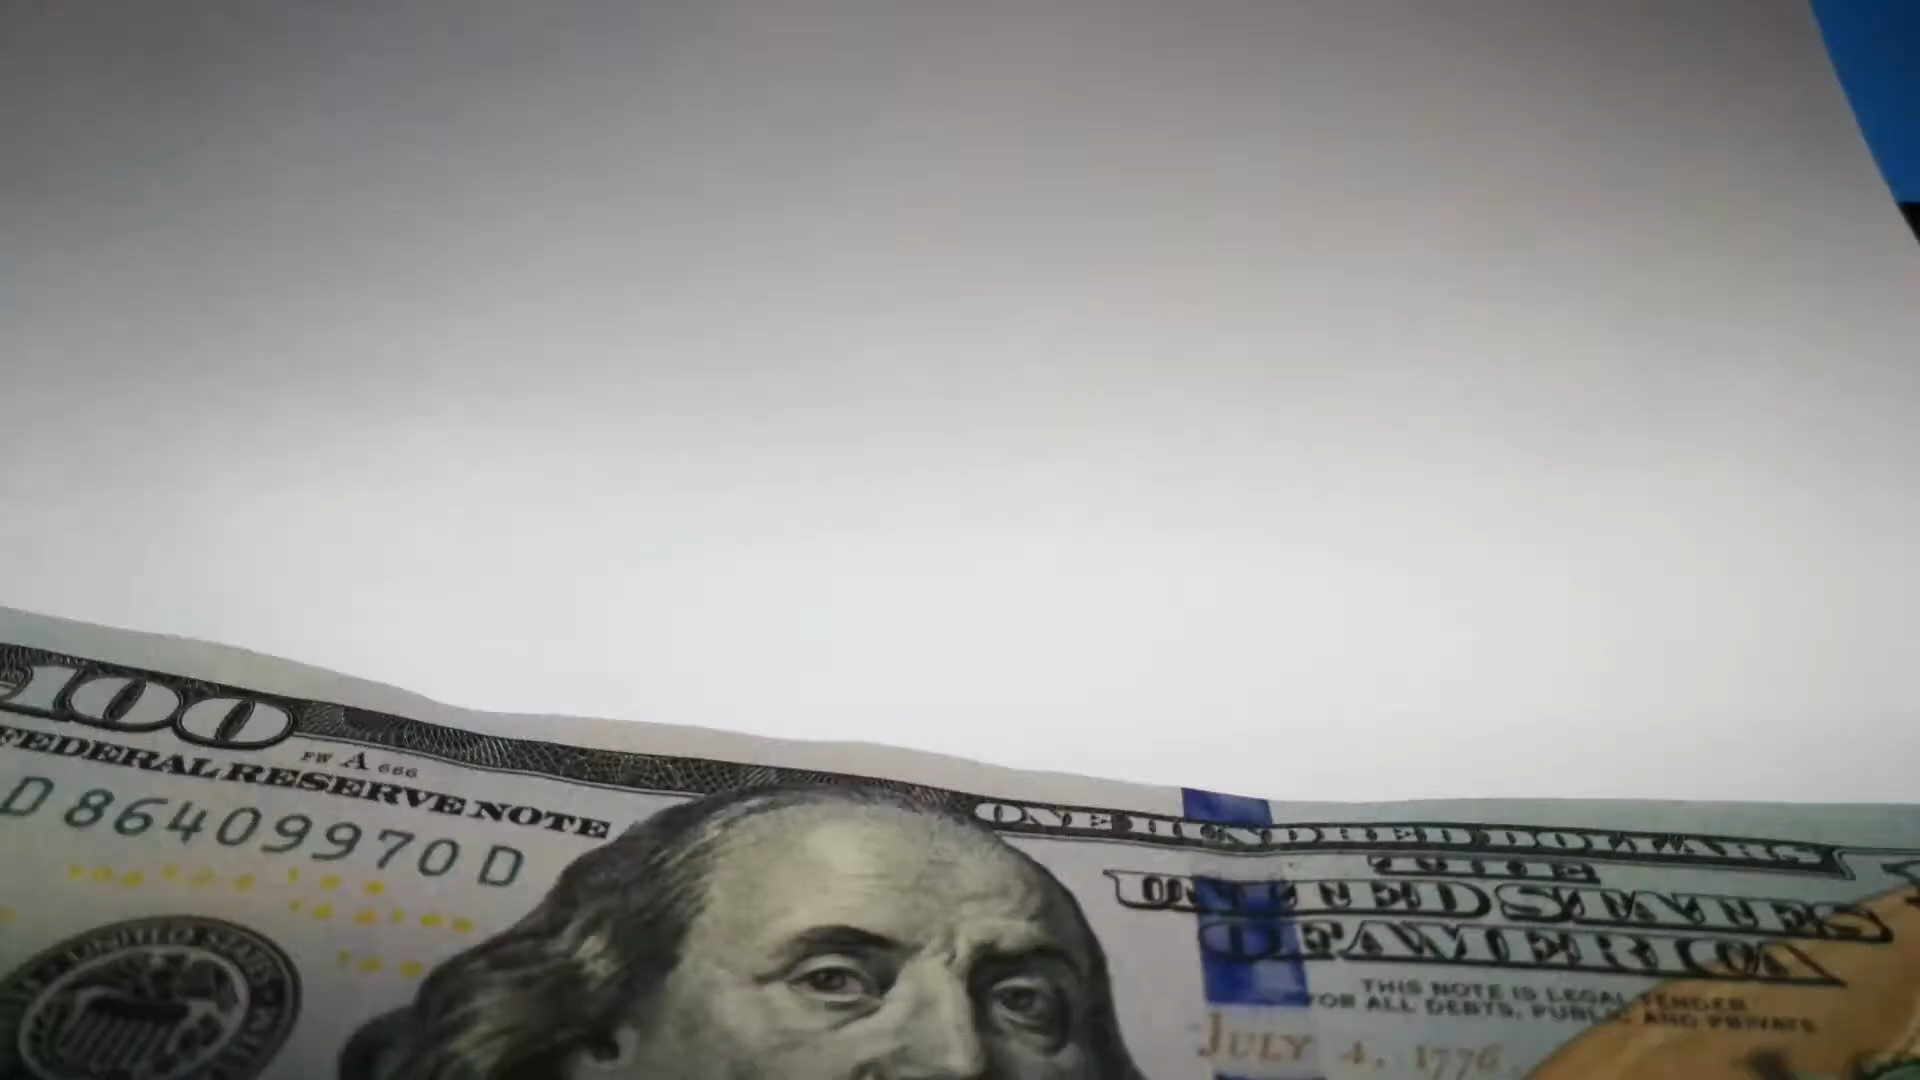 100
FW A 666
FEDERAL RESERVE NOTE
D 86409970 D
ONE HUNDRED DOLLARS
THE
UNITED STATES
OF AMERICA
THIS NOTE IS LEGAL TENDER
FOR ALL DEBTS, PUBLIC AND PRIVATE
JULY 4, 1776